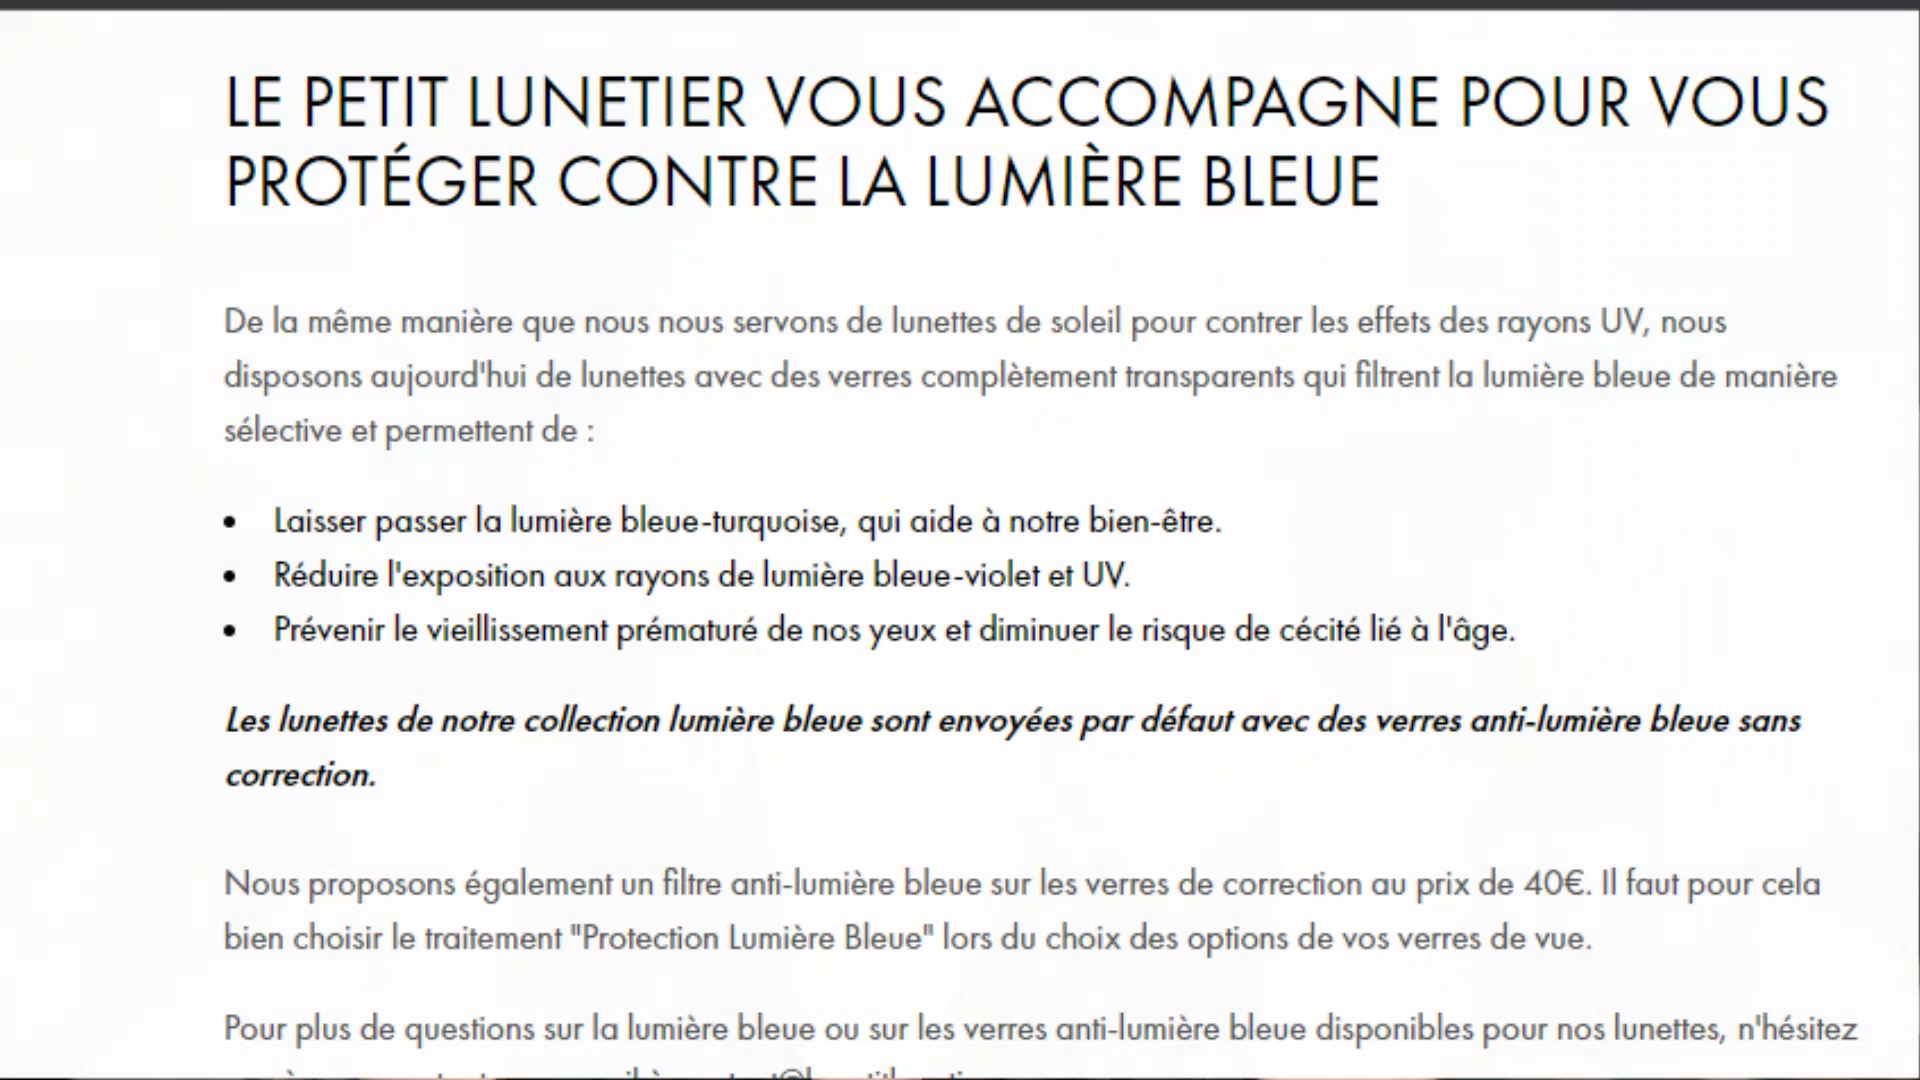 LE PETIT LUNETIER VOUS ACCOMPAGNE POUR VOUS
PROTÉGER CONTRE LA LUMIÈRE BLEUE
De la même manière que nous nous servons de lunettes de soleil pour contrer les effets des rayons UV, nous
disposons aujourd'hui de lunettes avec des verres complètement transparents qui filtrent la lumière bleue de manière
sélective et permettent de :
• Laisser passer la lumière bleue-turquoise, qui aide à notre bien-être.
• Réduire l'exposition aux rayons de lumière bleue-violet et UV.
• Prévenir le vieillissement prématuré de nos yeux et diminuer le risque de cécité lié à l'âge.
Les lunettes de notre collection lumière bleue sont envoyées par défaut avec des verres anti-lumière bleue sans
correction.
Nous proposons également un filtre anti-lumière bleue sur les verres de correction au prix de 40€. Il faut pour cela
bien choisir le traitement "Protection Lumière Bleue" lors du choix des options de vos verres de vue.
Pour plus de questions sur la lumière bleue ou sur les verres anti-lumière bleue disponibles pour nos lunettes, n'hésitez